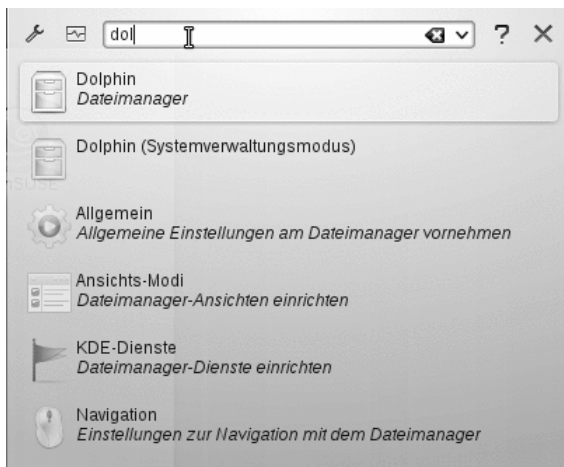 dol
?
Dolphin
Dateimanager
Dolphin (Systemverwaltungsmodus)
SUSE
Allgemein
Allgemeine Einstellungen am Dateimanager vornehmen
Ansichts-Modi
Dateimanager-Ansichten einrichten
KDE-Dienste
Dateimanager-Dienste einrichten
Navigation
Einstellungen zur Navigation mit dem Dateimanager